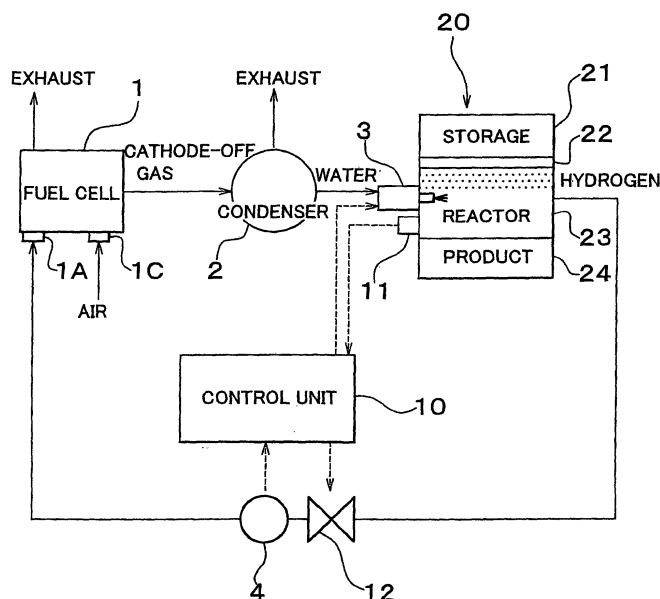 20
EXHAUST
EXHAUST
1
21
STORAGE
3
22
CATHODE-OFF
GAS
WATER
HYDROGEN
FUEL CELL
CONDENSER
REACTOR
23
1A
1C
2
11
PRODUCT
24
AIR
CONTROL UNIT
10
4
12